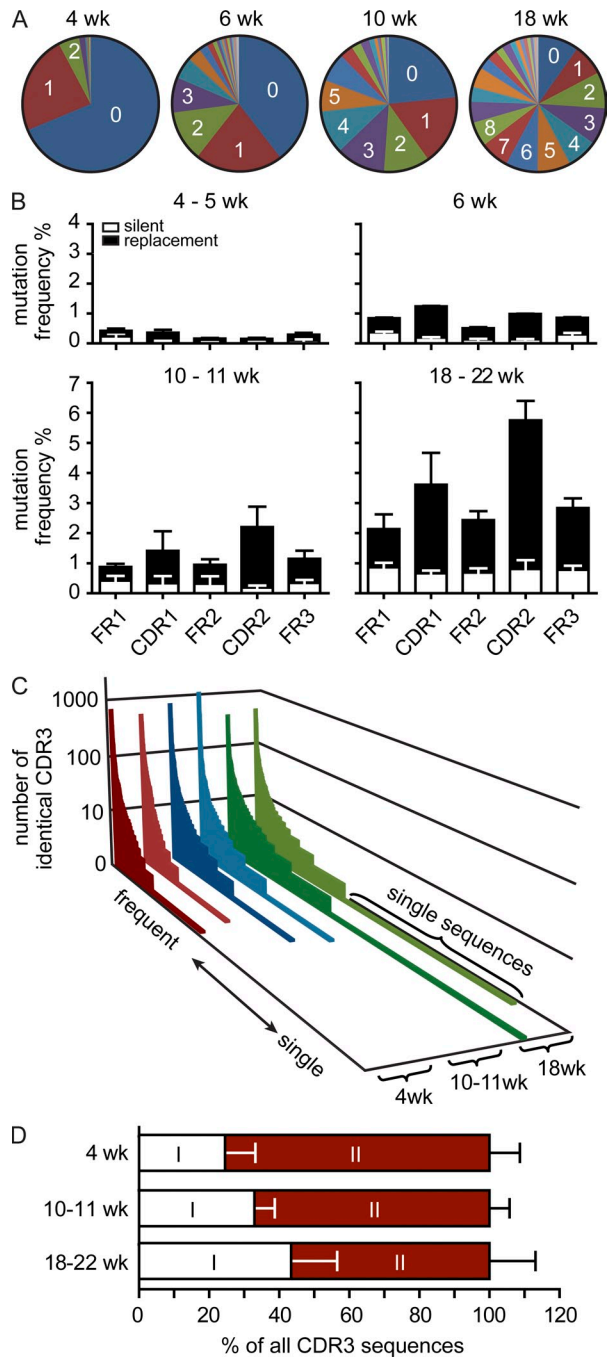 A
4 wk
6 wk
10 wk
18 wk
2
1
0
3
2
1
0
5
4
3
2
1
0
8
7
6
5
4
3
2
1
0
B
4 - 5 wk
6 wk
silent
replacement
mutation frequency %
4
3
2
1
0
10 - 11 wk
18 - 22 wk
mutation frequency %
7
6
5
4
3
2
1
0
FR1
CDR1
FR2
CDR2
FR3
FR1
CDR1
FR2
CDR2
FR3
C
number of identical CDR3
1000
100
10
0
frequent
single
single sequences
4wk
10-11wk
18wk
D
4 wk
I
II
10-11 wk
I
II
18-22 wk
I
II
0
20
40
60
80
100
120
% of all CDR3 sequences